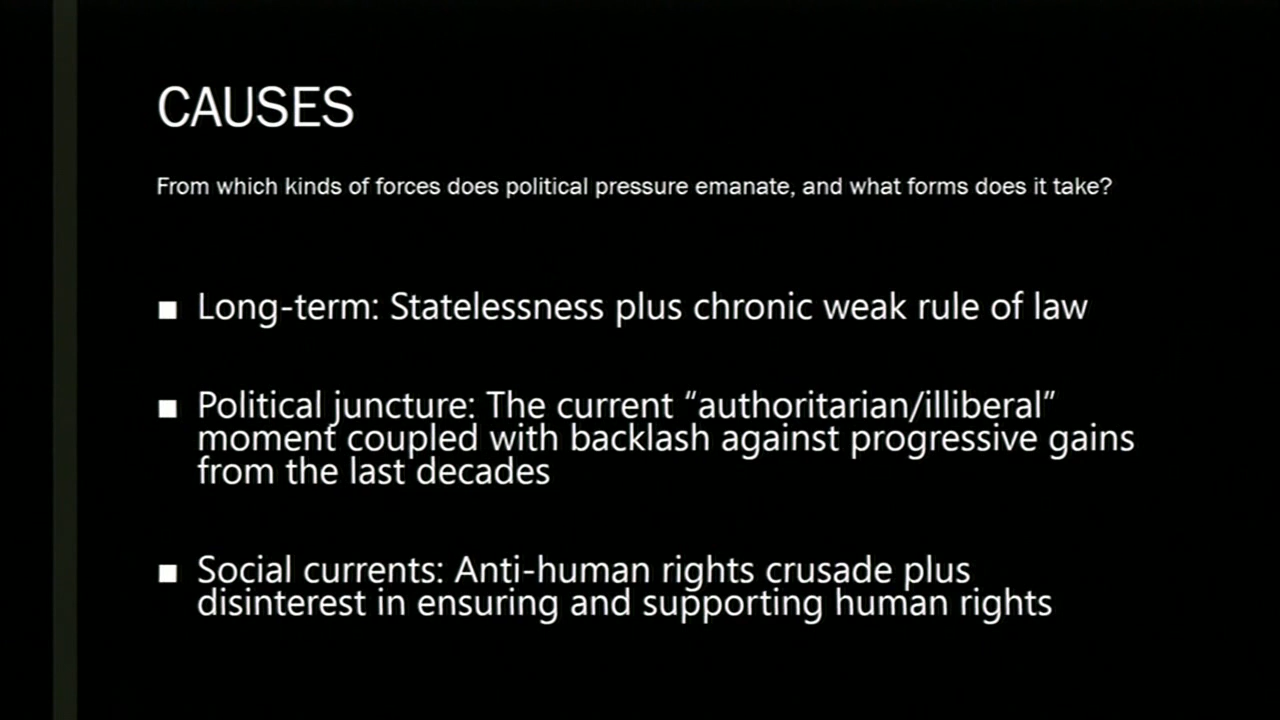 CAUSES
From which kinds of forces does political pressure emanate, and what forms does it take?
■ Long-term: Statelessness plus chronic weak rule of law
■ Political juncture: The current “authoritarian/illiberal”
moment coupled with backlash against progressive gains
from the last decades
■ Social currents: Anti-human rights crusade plus
disinterest in ensuring and supporting human rights